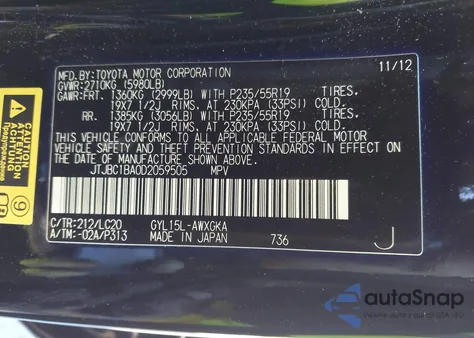 MFD.BY:TOYOTA MOTOR CORPORATION 11/12
GVWR:2710KG (5980LB)
GAWR:FRT. 1360KG (2999LB) WITH P235/55R19 TIRES,
19X7 1/2J RIMS, AT 230KPA (33PSI) COLD.
RR. 1385KG (3056LB) WITH P235/55R19 TIRES,
19X7 1/2J RIMS, AT 230KPA (33PSI) COLD.
THIS VEHICLE CONFORMS TO ALL APPLICABLE FEDERAL MOTOR
VEHICLE SAFETY AND THEFT PREVENTION STANDARDS IN EFFECT ON
THE DATE OF MANUFACTURE SHOWN ABOVE.
JTJBC1BA0D2059505 MPV
C/TR:212/LC20 GYL15L-AWXGKA
A/TM:-02A/P313 MADE IN JAPAN 736 J
autoSnap